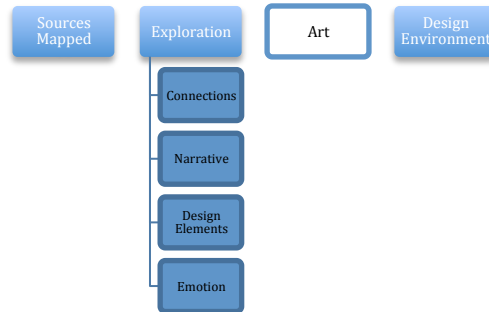 Sources
Mapped
Exploration
Art
Design
Environment
Connections
Narrative
Design
Elements
Emotion